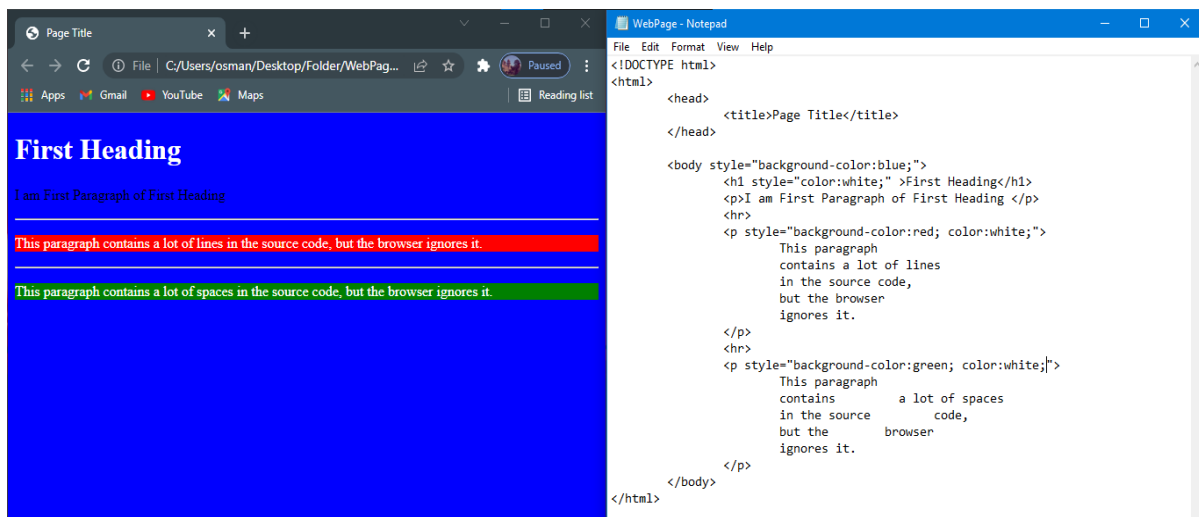 Page Title
File | C:/Users/osman/Desktop/Folder/WebPag...
Paused
Apps Gmail YouTube Maps
Reading list
First Heading
I am First Paragraph of First Heading
This paragraph contains a lot of lines in the source code, but the browser ignores it.
This paragraph contains a lot of spaces in the source code, but the browser ignores it.
WebPage - Notepad
File Edit Format View Help
<!DOCTYPE html>
<html>
        <head>
                <title>Page Title</title>
        </head>

        <body style="background-color:blue;">
                <h1 style="color:white;" >First Heading</h1>
                <p>I am First Paragraph of First Heading </p>
                <hr>
                <p style="background-color:red; color:white;">
                        This paragraph
                        contains a lot of lines
                        in the source code,
                        but the browser
                        ignores it.
                </p>
                <hr>
                <p style="background-color:green; color:white;">
                        This paragraph
                        contains         a lot of spaces
                        in the source         code,
                        but the        browser
                        ignores it.
                </p>
        </body>
</html>